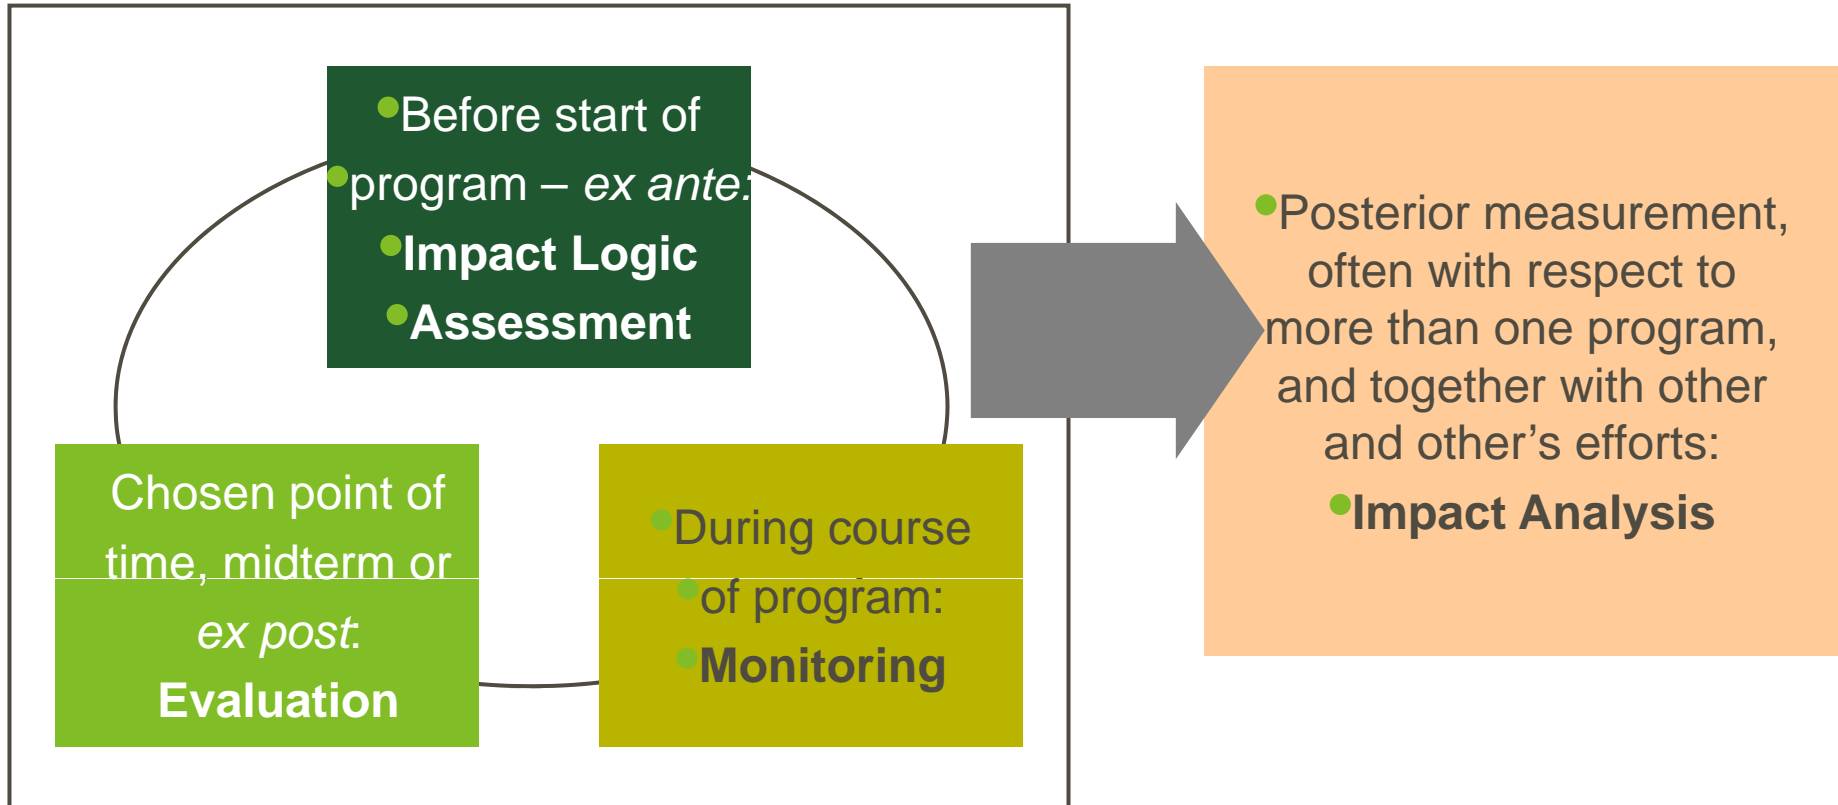 •Before start of
•program – ex ante:
•Impact Logic
•Assessment
Chosen point of
time, midterm or
ex post:
Evaluation
•During course
•of program:
•Monitoring
•Posterior measurement,
often with respect to
more than one program,
and together with other
and other’s efforts:
•Impact Analysis